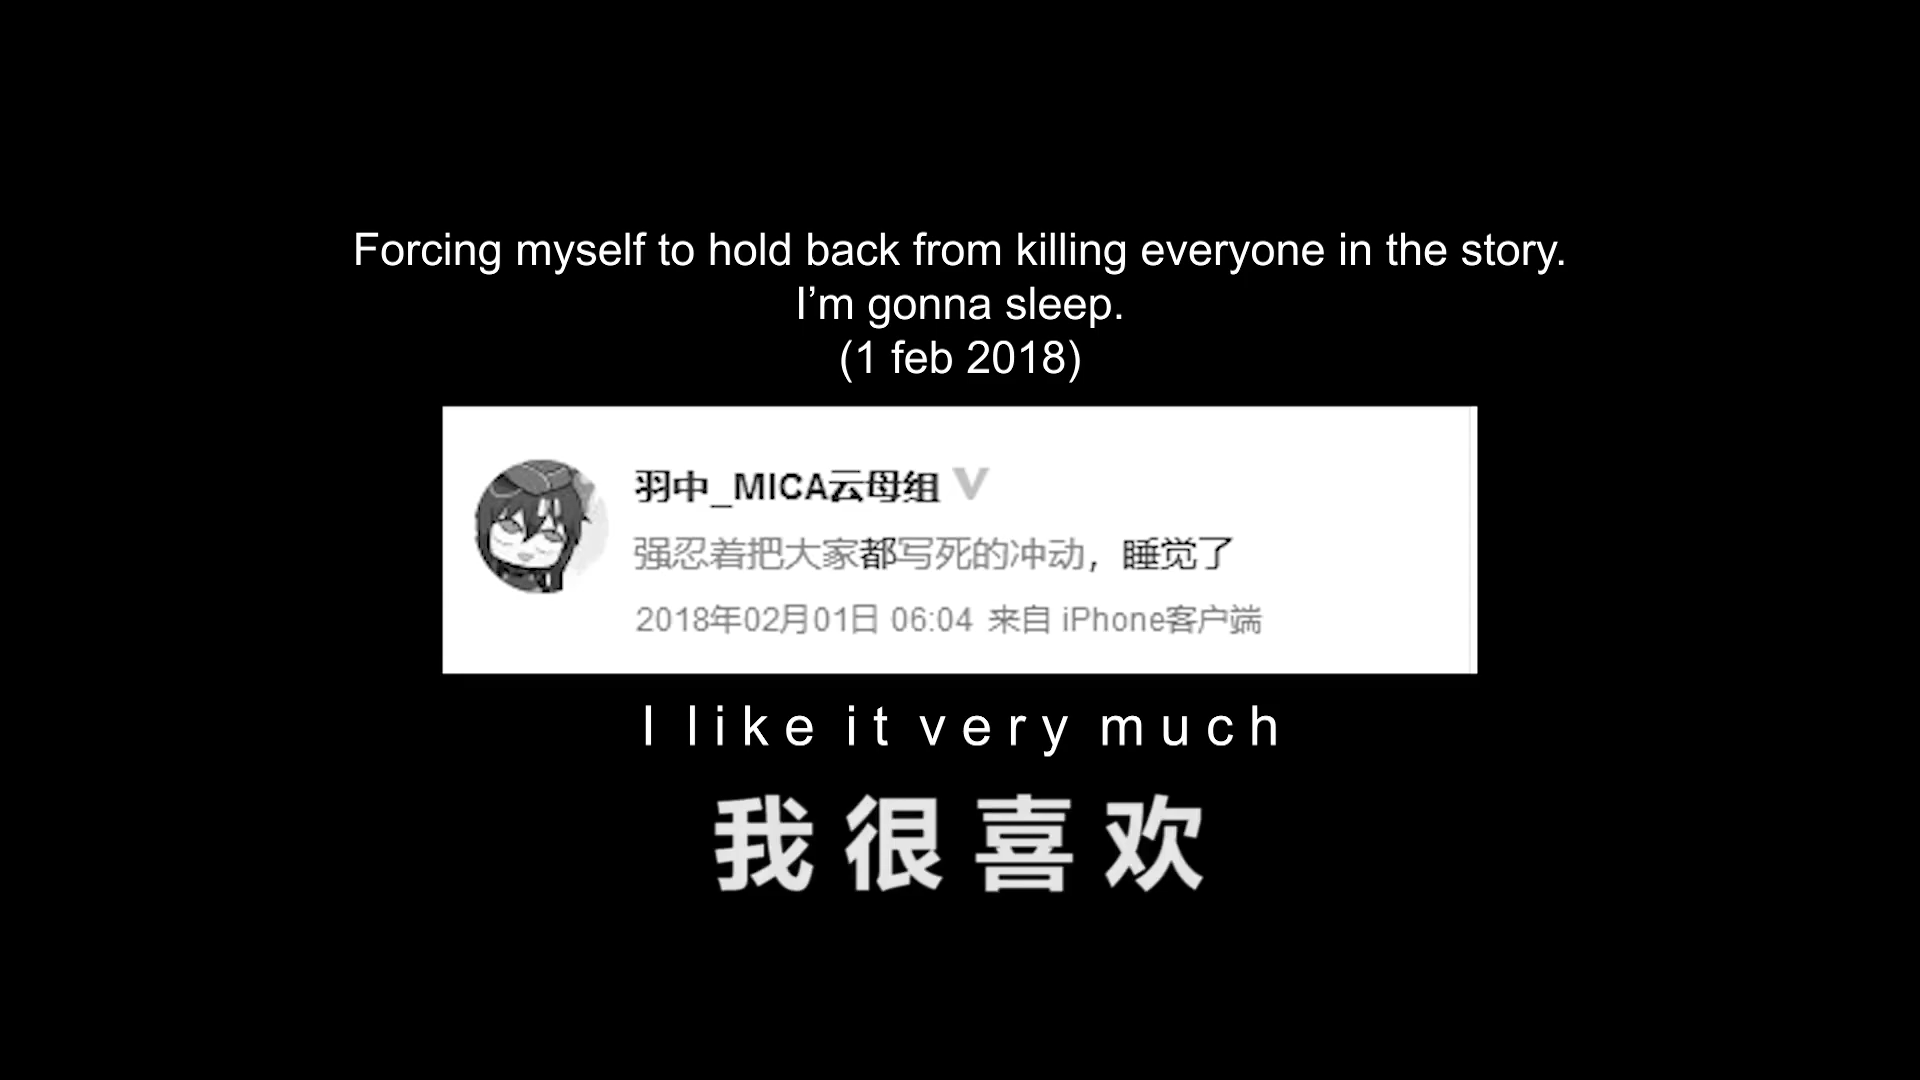 Forcing myself to hold back from killing everyone in the story.
I’m gonna sleep.
(1 feb 2018)
羽中_MICA云母组
强忍着把大家都写死的冲动，睡觉了
2018年02月01日 06:04 来自 iPhone客户端
I like it very much
我很喜欢